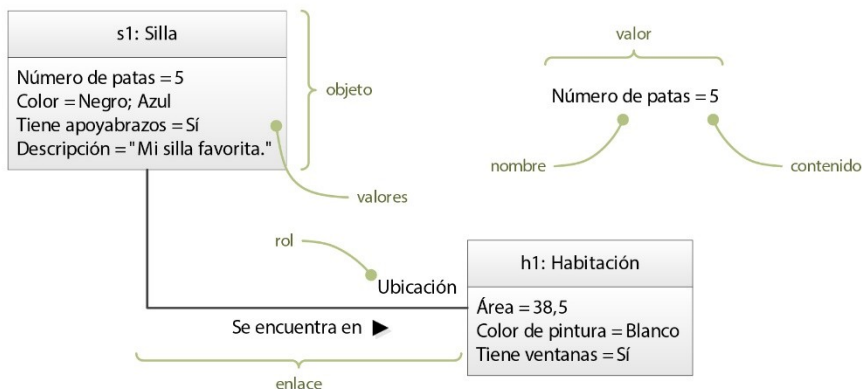 s1: Silla
Número de patas = 5
Color = Negro; Azul
Tiene apoyabrazos = Sí
Descripción = "Mi silla favorita."
objeto
valores
valor
Número de patas = 5
nombre
contenido
rol
Ubicación
Se encuentra en ▶
enlace
h1: Habitación
Área = 38,5
Color de pintura = Blanco
Tiene ventanas = Sí